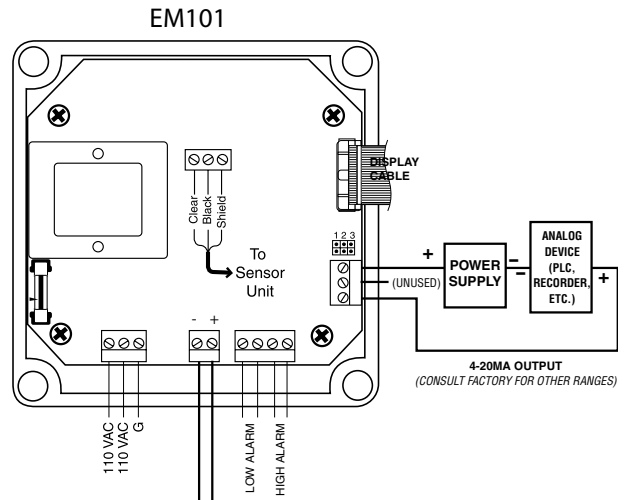 EM101
Clear
Black
Shield
To
Sensor
Unit
DISPLAY
CABLE
1 2 3
+
(UNUSED)
POWER
SUPPLY
–
–
ANALOG
DEVICE
(PLC,
RECORDER,
ETC.)
+
4-20MA OUTPUT
(CONSULT FACTORY FOR OTHER RANGES)
- +
110 VAC
110 VAC
G
LOW ALARM
HIGH ALARM